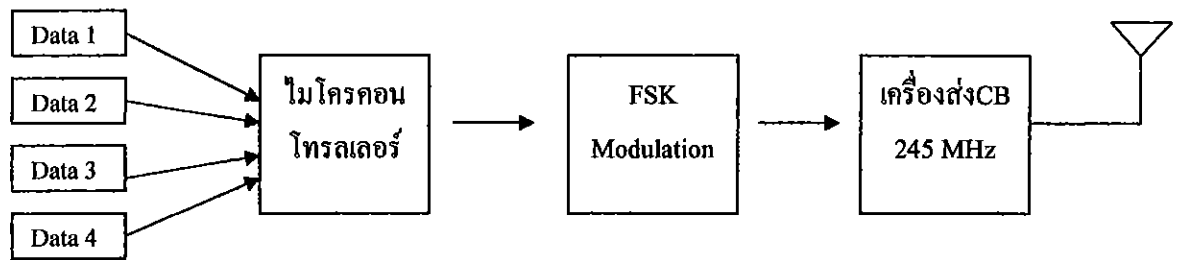 Data 1
Data 2
Data 3
Data 4
ไมโครคอน
โทรลเลอร์
FSK
Modulation
เครื่องส่งCB
245 MHz